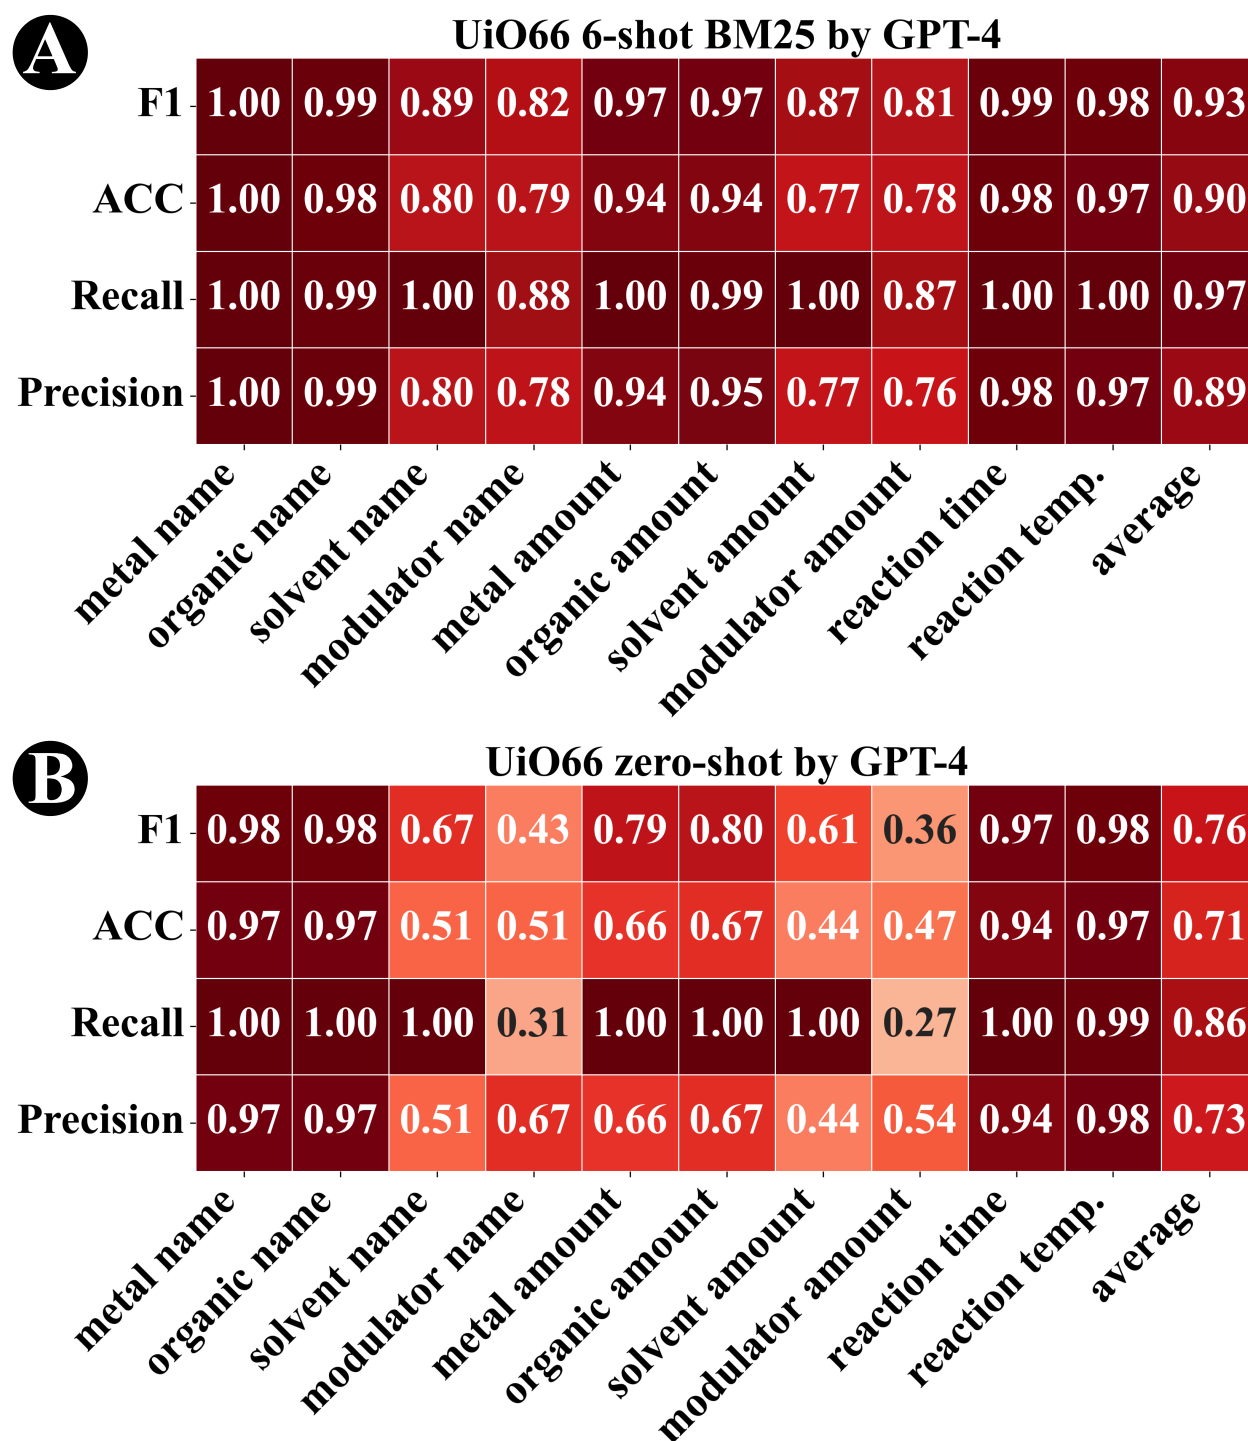 A
UiO66 6-shot BM25 by GPT-4
F1 1.00 0.99 0.89 0.82 0.97 0.97 0.87 0.81 0.99 0.98 0.93
ACC 1.00 0.98 0.80 0.79 0.94 0.94 0.77 0.78 0.98 0.97 0.90
Recall 1.00 0.99 1.00 0.88 1.00 0.99 1.00 0.87 1.00 1.00 0.97
Precision 1.00 0.99 0.80 0.78 0.94 0.95 0.77 0.76 0.98 0.97 0.89
metal name
organic name
solvent name
modulator name
metal amount
organic amount
solvent amount
modulator amount
reaction time
reaction temp.
average
B
UiO66 zero-shot by GPT-4
F1 0.98 0.98 0.67 0.43 0.79 0.80 0.61 0.36 0.97 0.98 0.76
ACC 0.97 0.97 0.51 0.51 0.66 0.67 0.44 0.47 0.94 0.97 0.71
Recall 1.00 1.00 1.00 0.31 1.00 1.00 1.00 0.27 1.00 0.99 0.86
Precision 0.97 0.97 0.51 0.67 0.66 0.67 0.44 0.54 0.94 0.98 0.73
metal name
organic name
solvent name
modulator name
metal amount
organic amount
solvent amount
modulator amount
reaction time
reaction temp.
average